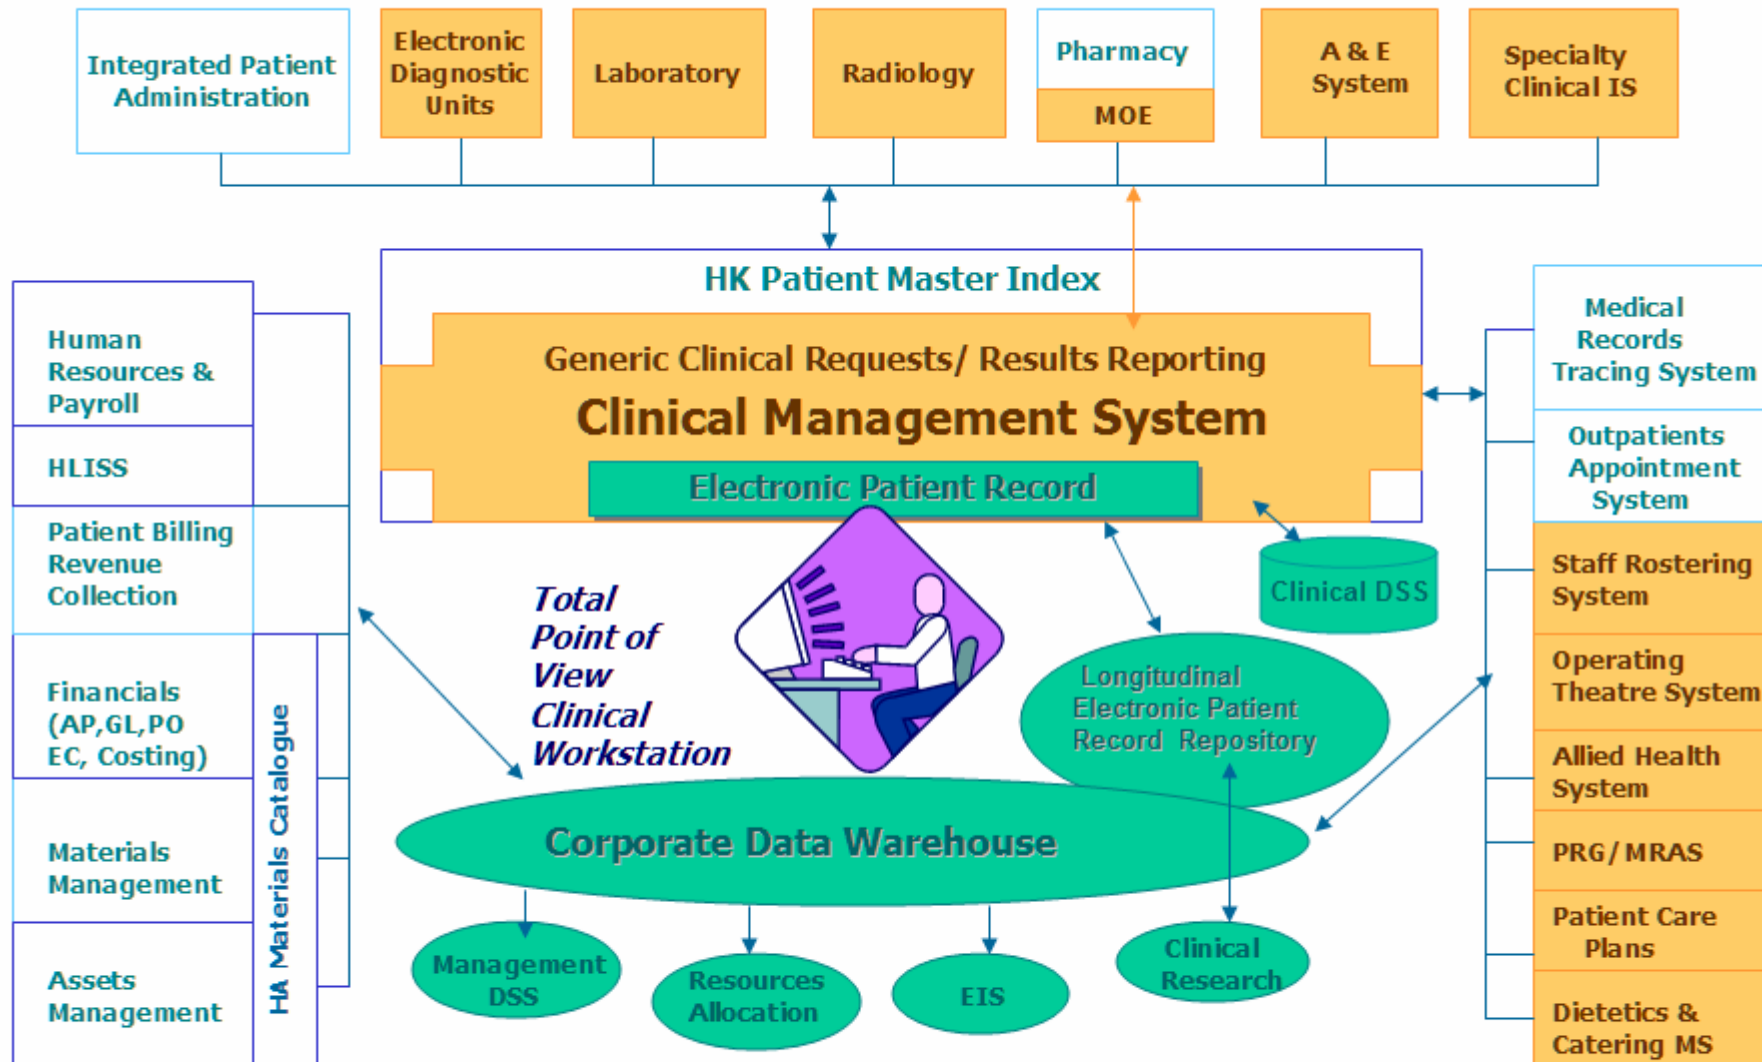 Integrated Patient
Administration
Electronic
Diagnostic
Units
Laboratory
Radiology
Pharmacy
MOE
A & E
System
Specialty
Clinical IS
HK Patient Master Index
Generic Clinical Requests/ Results Reporting
Clinical Management System
Electronic Patient Record
Human
Resources &
Payroll
HLISS
Patient Billing
Revenue
Collection
Financials
(AP,GL,PO
EC, Costing)
Materials
Management
Assets
Management
HA Materials Catalogue
Total
Point of
View
Clinical
Workstation
Clinical DSS
Longitudinal
Electronic Patient
Record Repository
Corporate Data Warehouse
Management
DSS
Resources
Allocation
EIS
Clinical
Research
Medical
Records
Tracing System
Outpatients
Appointment
System
Staff Rostering
System
Operating
Theatre System
Allied Health
System
PRG/MRAS
Patient Care
Plans
Dietetics &
Catering MS